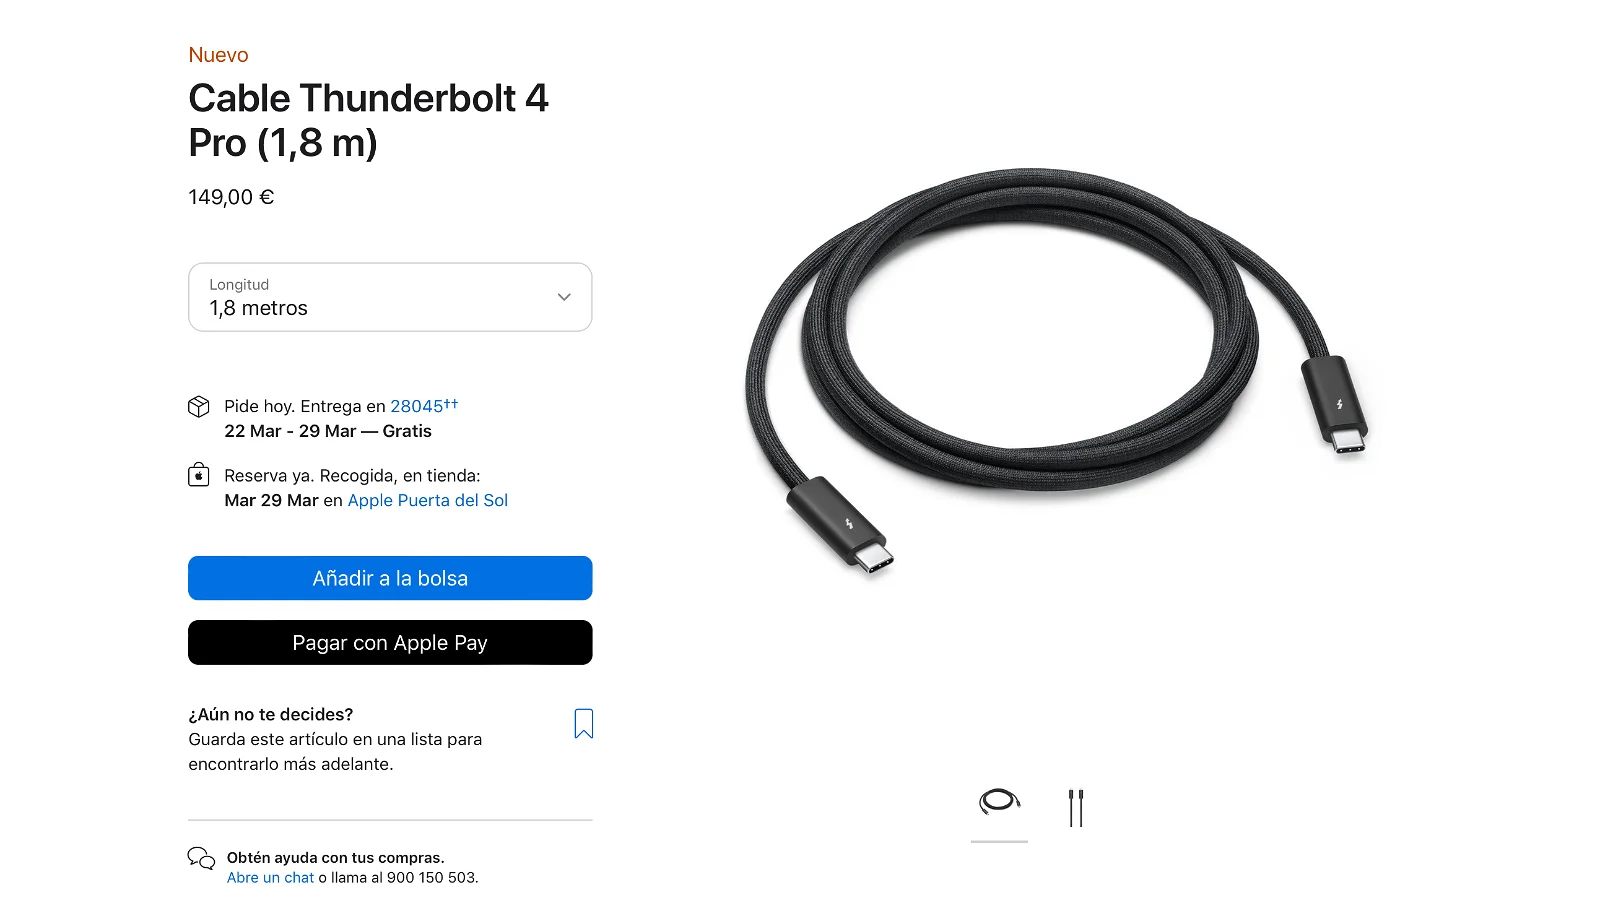 Nuevo
Cable Thunderbolt 4
Pro (1,8 m)
149,00 €
Longitud
1,8 metros
Pide hoy. Entrega en 28045††
22 Mar - 29 Mar — Gratis
Reserva ya. Recogida, en tienda:
Mar 29 Mar en Apple Puerta del Sol
Añadir a la bolsa
Pagar con Apple Pay
¿Aún no te decides?
Guarda este artículo en una lista para
encontrarlo más adelante.
Obtén ayuda con tus compras.
Abre un chat o llama al 900 150 503.